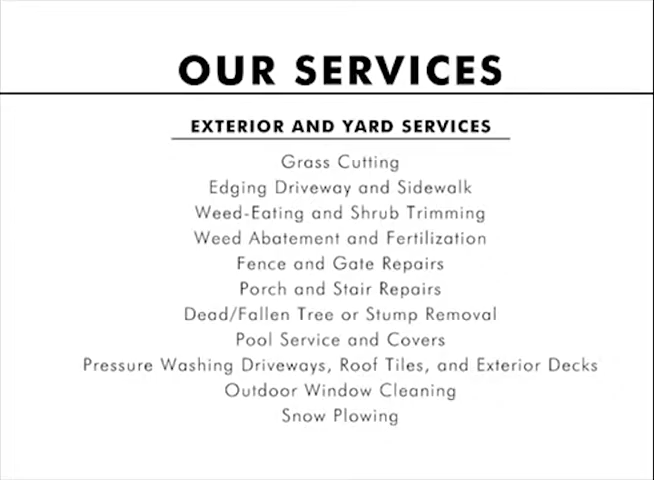 OUR SERVICES
EXTERIOR AND YARD SERVICES
Grass Cutting
Edging Driveway and Sidewalk
Weed-Eating and Shrub Trimming
Weed Abatement and Fertilization
Fence and Gate Repairs
Porch and Stair Repairs
Dead/Fallen Tree or Stump Removal
Pool Service and Covers
Pressure Washing Driveways, Roof Tiles, and Exterior Decks
Outdoor Window Cleaning
Snow Plowing